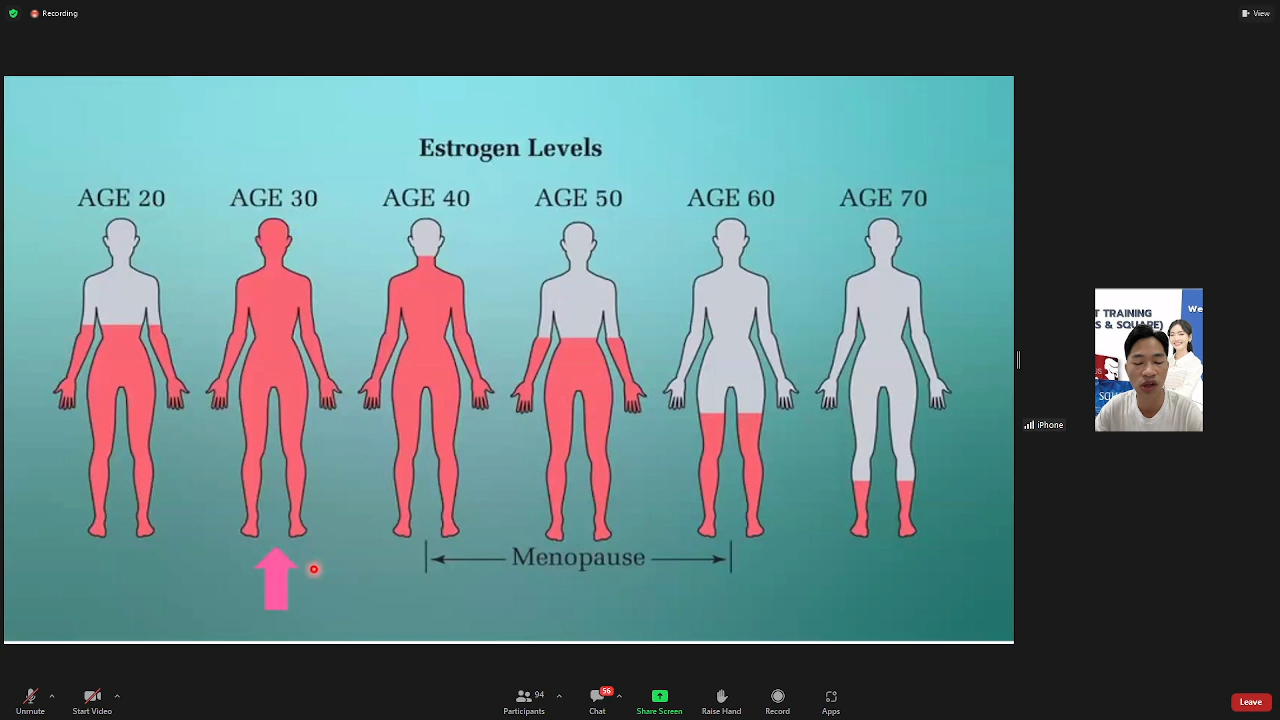 Recording
View
Estrogen Levels
AGE 20 AGE 30 AGE 40 AGE 50 AGE 60 AGE 70
Menopause
T TRAINING
S & SQUARE)
We
iPhone
Unmute
Start Video
Participants
94
Chat
56
Share Screen
Raise Hand
Record
Apps
Leave